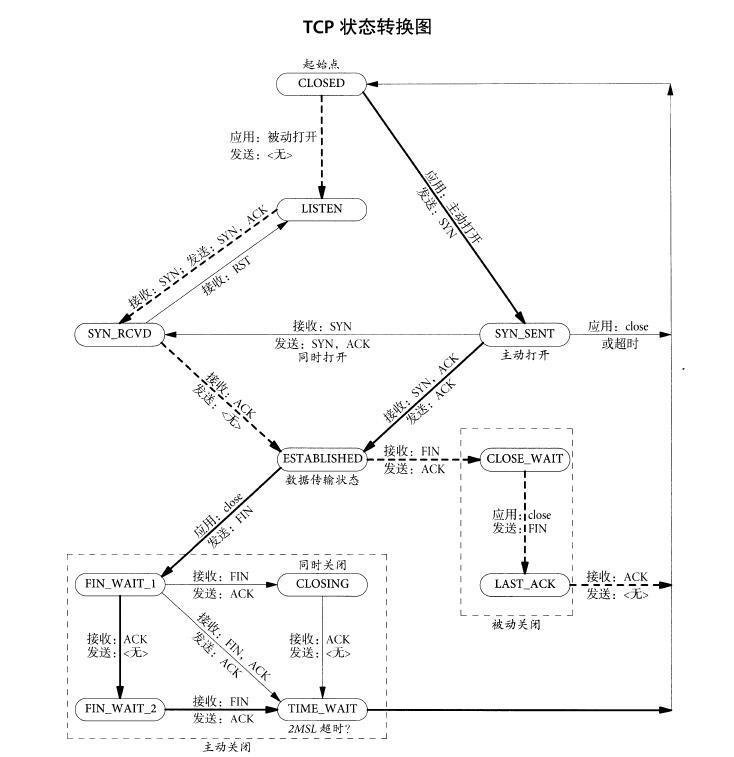 TCP 状态转换图
起始点
CLOSED
应用：被动打开
发送：<无>
应用：主动打开
发送：SYN
LISTEN
接收：SYN；发送：SYN，ACK
接收：RST
SYN_RCVD
接收：SYN
发送：SYN，ACK
同时打开
SYN_SENT
主动打开
应用：close
或超时
接收：ACK
发送：<无>
接收：SYN，ACK
发送：ACK
ESTABLISHED
数据传输状态
接收：FIN
发送：ACK
CLOSE_WAIT
应用：close
发送：FIN
LAST_ACK
接收：ACK
发送：<无>
被动关闭
应用：close
发送：FIN
同时关闭
FIN_WAIT_1
接收：FIN
发送：ACK
CLOSING
接收：ACK
发送：<无>
接收：FIN，ACK
发送：ACK
接收：ACK
发送：<无>
FIN_WAIT_2
接收：FIN
发送：ACK
TIME_WAIT
2MSL 超时？
主动关闭